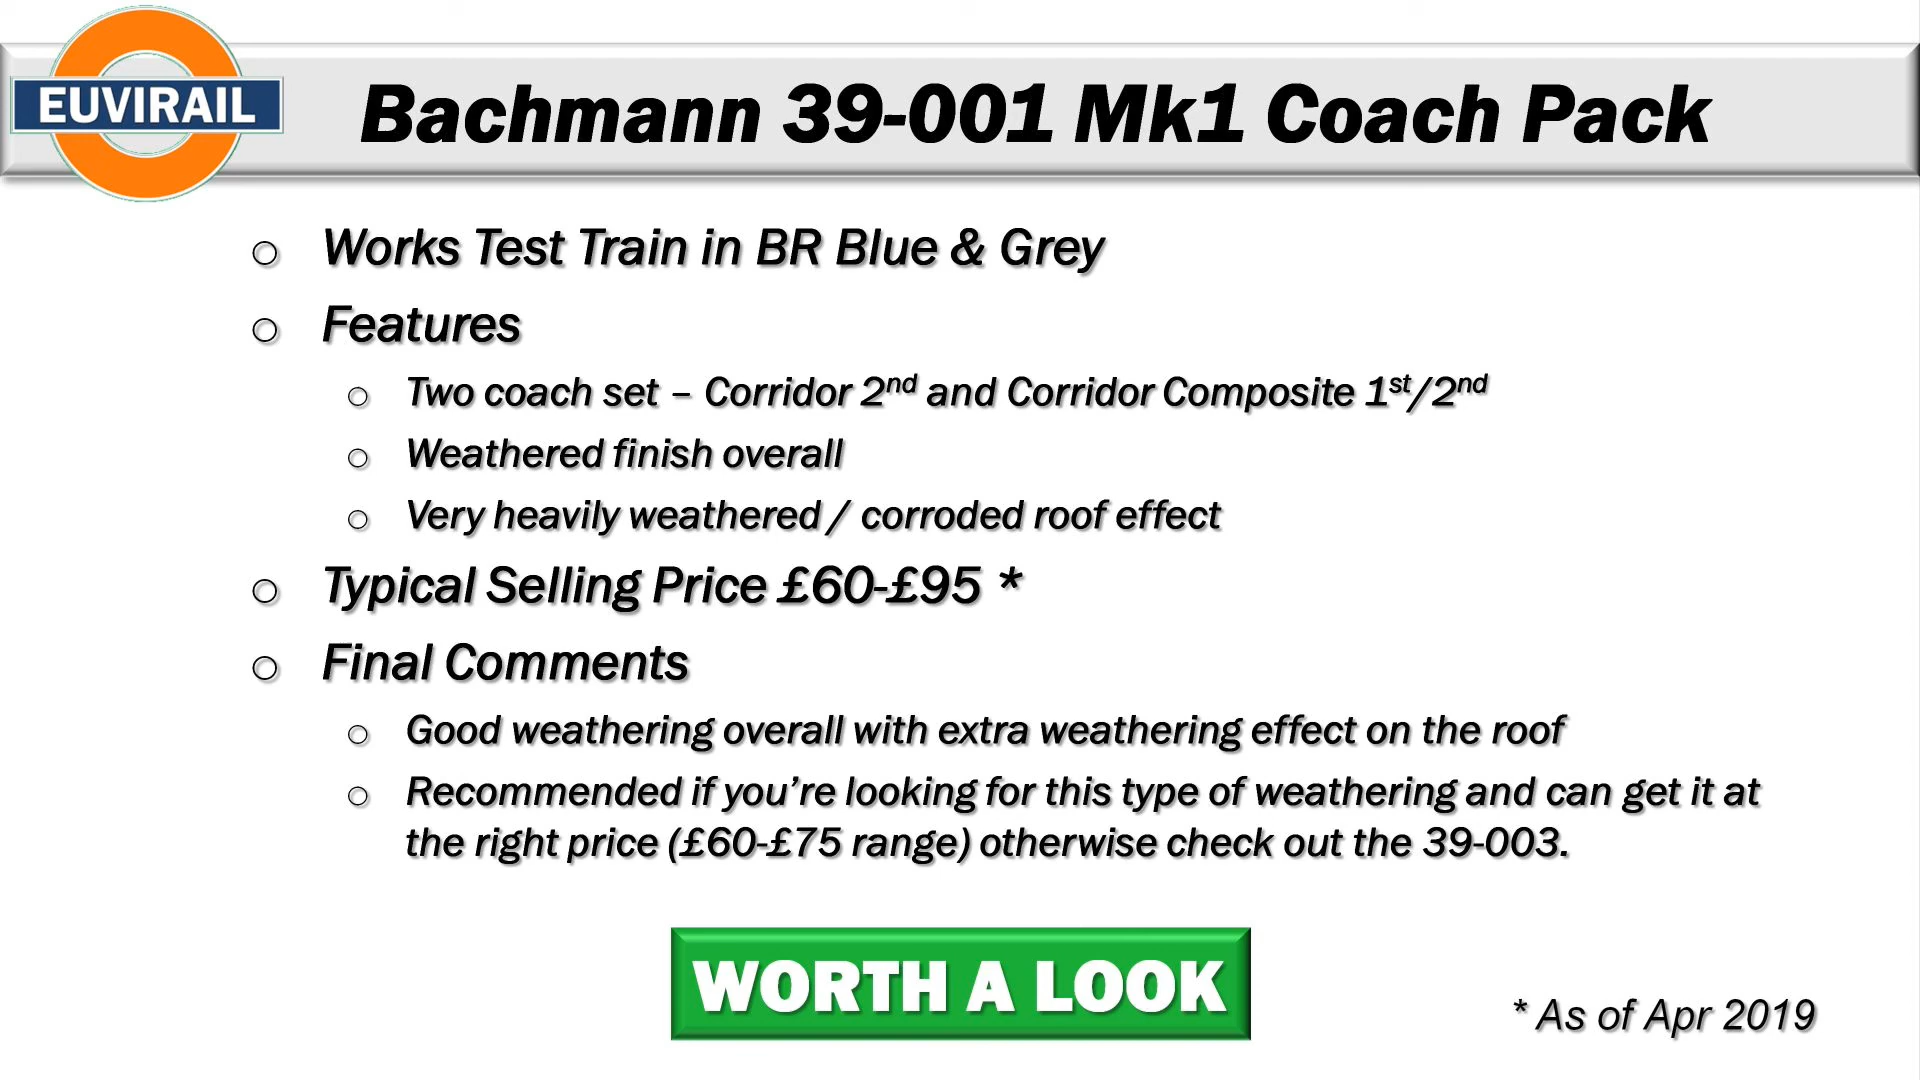 EUVIRAIL
Bachmann 39-001 Mk1 Coach Pack
o Works Test Train in BR Blue & Grey
o Features
o Two coach set – Corridor 2nd and Corridor Composite 1st/2nd
o Weathered finish overall
o Very heavily weathered / corroded roof effect
o Typical Selling Price £60-£95 *
o Final Comments
o Good weathering overall with extra weathering effect on the roof
o Recommended if you’re looking for this type of weathering and can get it at
the right price (£60-£75 range) otherwise check out the 39-003.
WORTH A LOOK
* As of Apr 2019